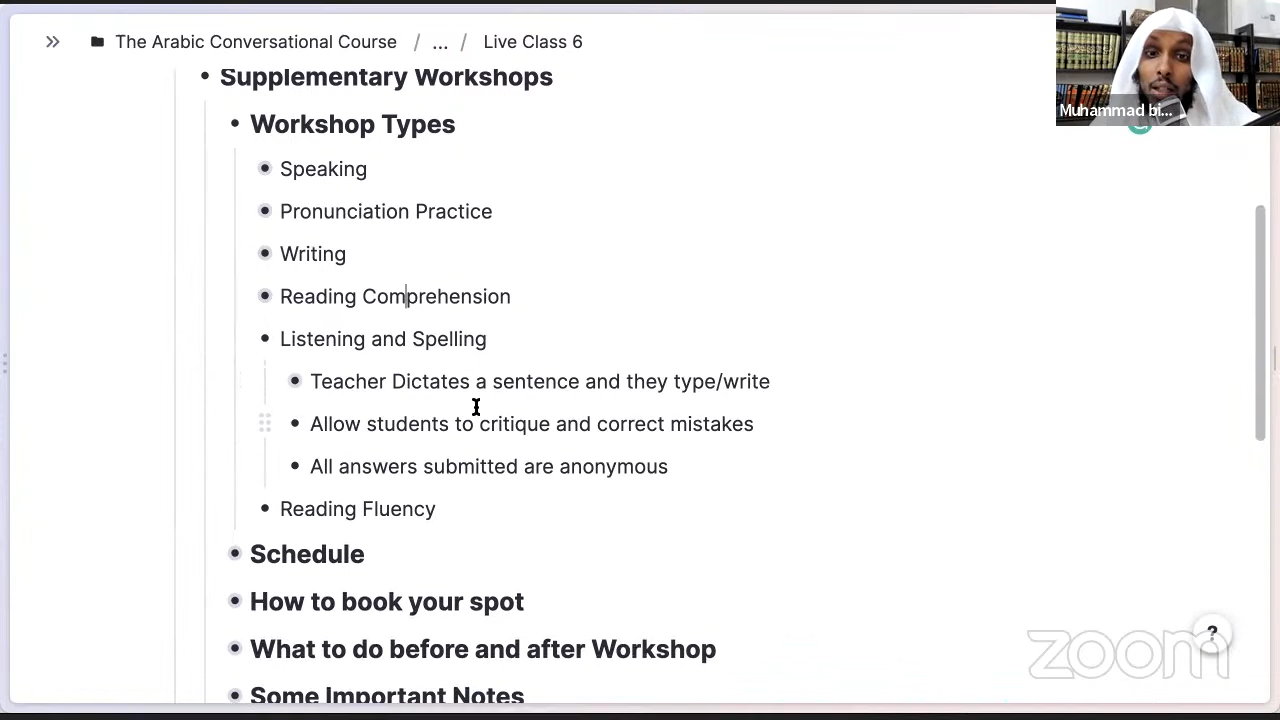 The Arabic Conversational Course / ... / Live Class 6
Muhammad bi...
Supplementary Workshops
Workshop Types
Speaking
Pronunciation Practice
Writing
Reading Comprehension
Listening and Spelling
Teacher Dictates a sentence and they type/write
Allow students to critique and correct mistakes
All answers submitted are anonymous
Reading Fluency
Schedule
How to book your spot
What to do before and after Workshop
?
zoom
Some Important Notes